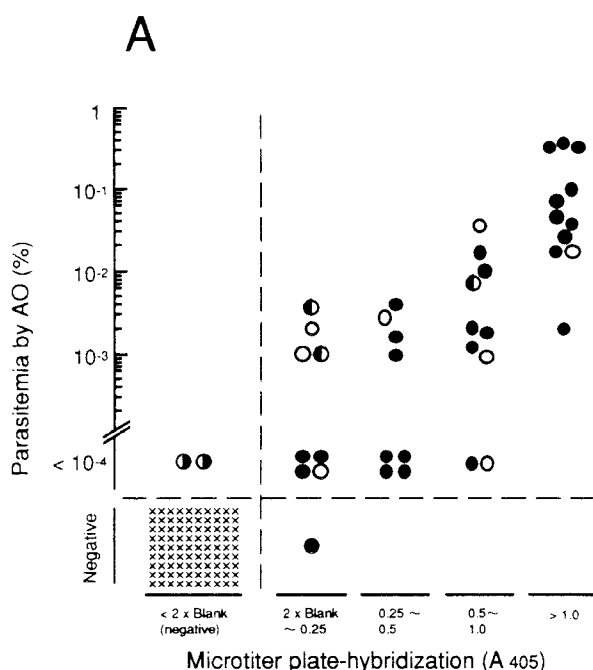 A
1
10-1
10-2
10-3
< 10-4
Negative
Parasitemia by AO (%)
< 2 x Blank
(negative)
2 x Blank
~ 0.25
0.25 ~
0.5
0.5~
1.0
> 1.0
Microtiter plate-hybridization (A 405)